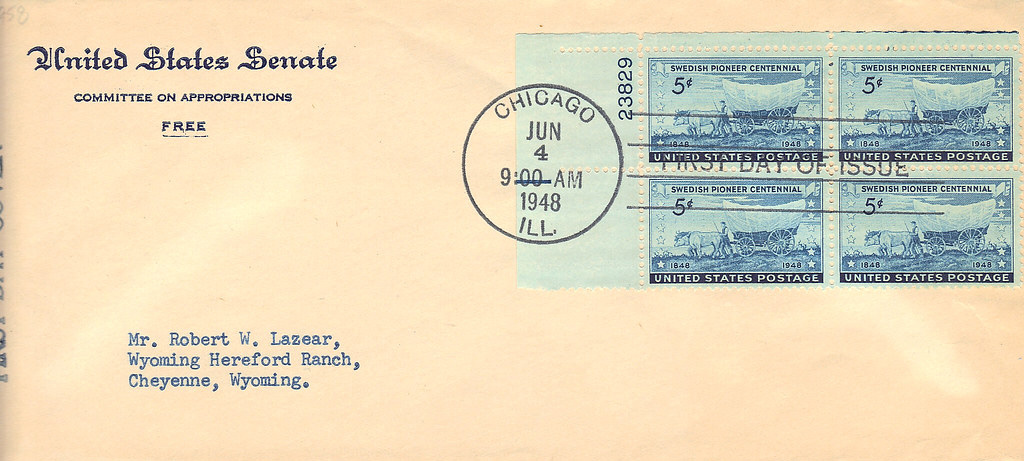 United States Senate
COMMITTEE ON APPROPRIATIONS
FREE
23829
SWEDISH PIONEER CENTENNIAL
5¢
1848 1948
UNITED STATES POSTAGE
SWEDISH PIONEER CENTENNIAL
5¢
1848 1948
UNITED STATES POSTAGE
SWEDISH PIONEER CENTENNIAL
5¢
1848 1948
UNITED STATES POSTAGE
SWEDISH PIONEER CENTENNIAL
5¢
1848 1948
UNITED STATES POSTAGE
CHICAGO
JUN
4
9:00 AM
1948
ILL.
FIRST DAY OF ISSUE
Mr. Robert W. Lazear,
Wyoming Hereford Ranch,
Cheyenne, Wyoming.